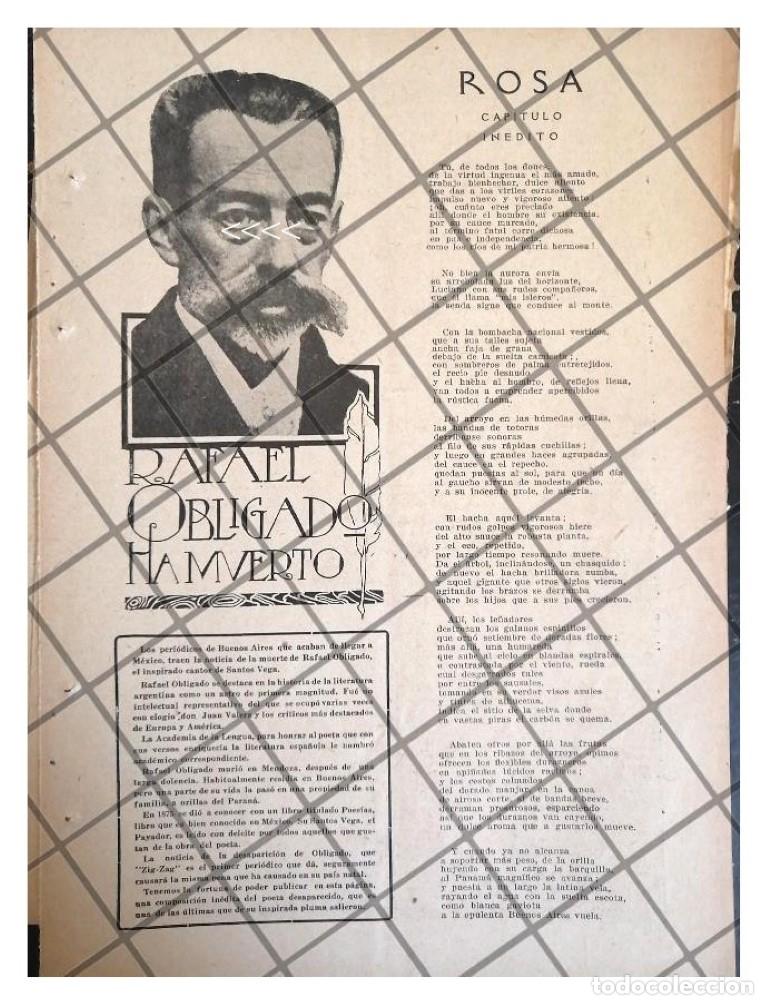 RAFAEL
OBLIGADO
HA MVERTO
Los periódicos de Buenos Aires que acaban de llegar a
México, traen la noticia de la muerte de Rafael Obligado,
el inspirado cantor de Santos Vega.
Rafael Obligado se destaca en la historia de la literatura
argentina como un astro de primera magnitud. Fué un
intelectual representativo del que se ocupó varias veces
con elogio don Juan Valera y los críticos más destacados
de Europa y América.
La Academia de la Lengua, para honrar al poeta que con
sus versos enriquecía la literatura española le nombró
académico correspondiente.
Rafael Obligado murió en Mendoza, después de una
larga dolencia. Habitualmente residía en Buenos Aires,
pero una parte de su vida la pasó en una propiedad de su
familia, a orillas del Paraná.
En se dió a conocer con un libro titulado Poesías,
libro que es bien conocido en México. Su Santos Vega, el
Payador, es leído con deleite por todos aquellos que gus-
tan de la obra del poeta.
La noticia de la desaparición de Obligado, que
"Zig-Zag" es el primer periódico que dá, seguramente
causará la misma pena que ha causado en su país natal.
Tenemos la fortuna de poder publicar en esta página,
una composición inédita del poeta desaparecido, que es
una de las últimas que de su inspirada pluma salieron.
ROSA
CAPITULO
INEDITO
Tú, de todos los dones,
de la virtud ingenua el más amado,
trabajo bienhechor, dulce aliento
que das a los viriles corazones
impulso nuevo y vigoroso aliento
¡oh, cuánto eres preciado
allá donde el hombre su existencia,
por su cauce marcado,
al término fatal corre dichosa
en paz e independencia,
como los ríos de mi patria hermosa!
No bien la aurora envía
su arrebolada luz del horizonte,
Luciano con sus rudos compañeros,
que él llama "mis isleros",
la senda sigue que conduce al monte.
Con la bombacha nacional vestidos,
que a sus talles sujeta
ancha faja de grana
debajo de la suelta camiseta;
con sombreros de palma entretejidos,
el recio pie desnudo
y el hacha al hombro, de reflejos llena,
van todos a emprender apercibidos
la rústica faena.
Del arroyo en las húmedas orillas,
las bandas de totoras
derríbanse sonoras
al filo de sus rápidas cuchillas;
y luego en grandes haces agrupadas,
del cauce en el repecho,
quedan puestas al sol, para que un día
al gaucho sirvan de modesto techo,
y a su inocente prole, de alegría.
El hacha aquél levanta;
con rudos golpes vigorosos hiere
del alto sauce la robusta planta,
y el eco, repetido,
por largo tiempo resonando muere.
Da el árbol, inclinándose, un chasquido;
de nuevo el hacha brilladora zumba,
y aquel gigante que otros siglos vieron,
agitando los brazos se derrumba
sobre los hijos que a sus pies crecieron.
Allí, los leñadores
destrozan los galanos espinillos
que ornó setiembre de doradas flores;
más allá, una humareda
que sube al cielo en blandas espirales,
o contrastada por el viento, rueda
cual desgarrados tules
por entre los sauzales,
tomando es su verdor visos azules
y tintes de azucena,
indica el sitio de la selva donde
en vastas piras el carbón se quema.
Abaten otros por allá las frutas
que en los ribazos del arroyo, opimos
ofrecen los flexibles duraznos
en apiñados lúcidos racimos;
y los cestos colmados
del dorado manjar, en la canoa
de airosa corte y de bandas breve,
derraman presurosos, esparciendo
así que los duraznos van cayendo,
un dulce aroma que a gustarlos mueve.
Y cuando ya no alcanza
a soportar más peso, de la orilla
huyendo con su carga la barquilla,
al Paraná magnífico se avanza;
y puesta a lo largo la latina vela,
rayando el agua con la suelta escota,
como blanca gaviota
a la opulenta Buenos Aires vuela.
todocoleccion